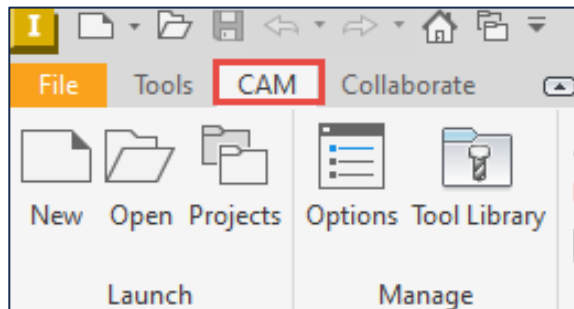 I
File Tools CAM Collaborate
New Open Projects Options Tool Library
Launch Manage